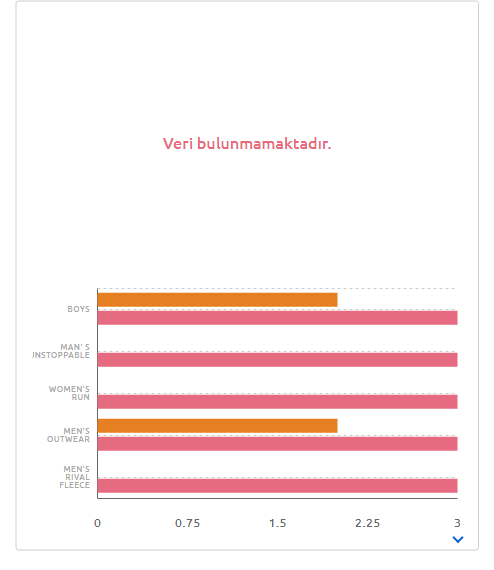 Veri bulunmamaktadır.
BOYS
MAN' S
UNSTOPPABLE
WOMEN'S
RUN
MEN'S
OUTWEAR
MEN'S
RIVAL
FLEECE
0 0.75 1.5 2.25 3